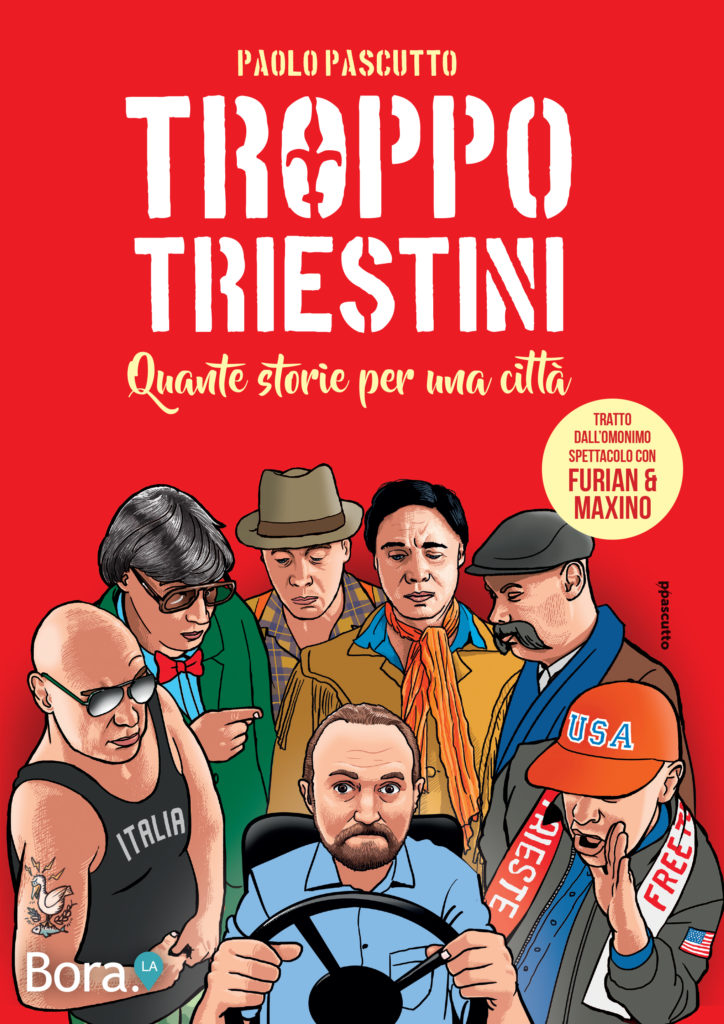 PAOLO PASCUTTO
TROPPO
TRIESTINI
Quante storie per una città
TRATTO
DALL'OMONIMO
SPETTACOLO CON
FURIAN &
MAXINO
ppascutto
USA
ITALIA
TRIESTE
FREE
Bora.LA